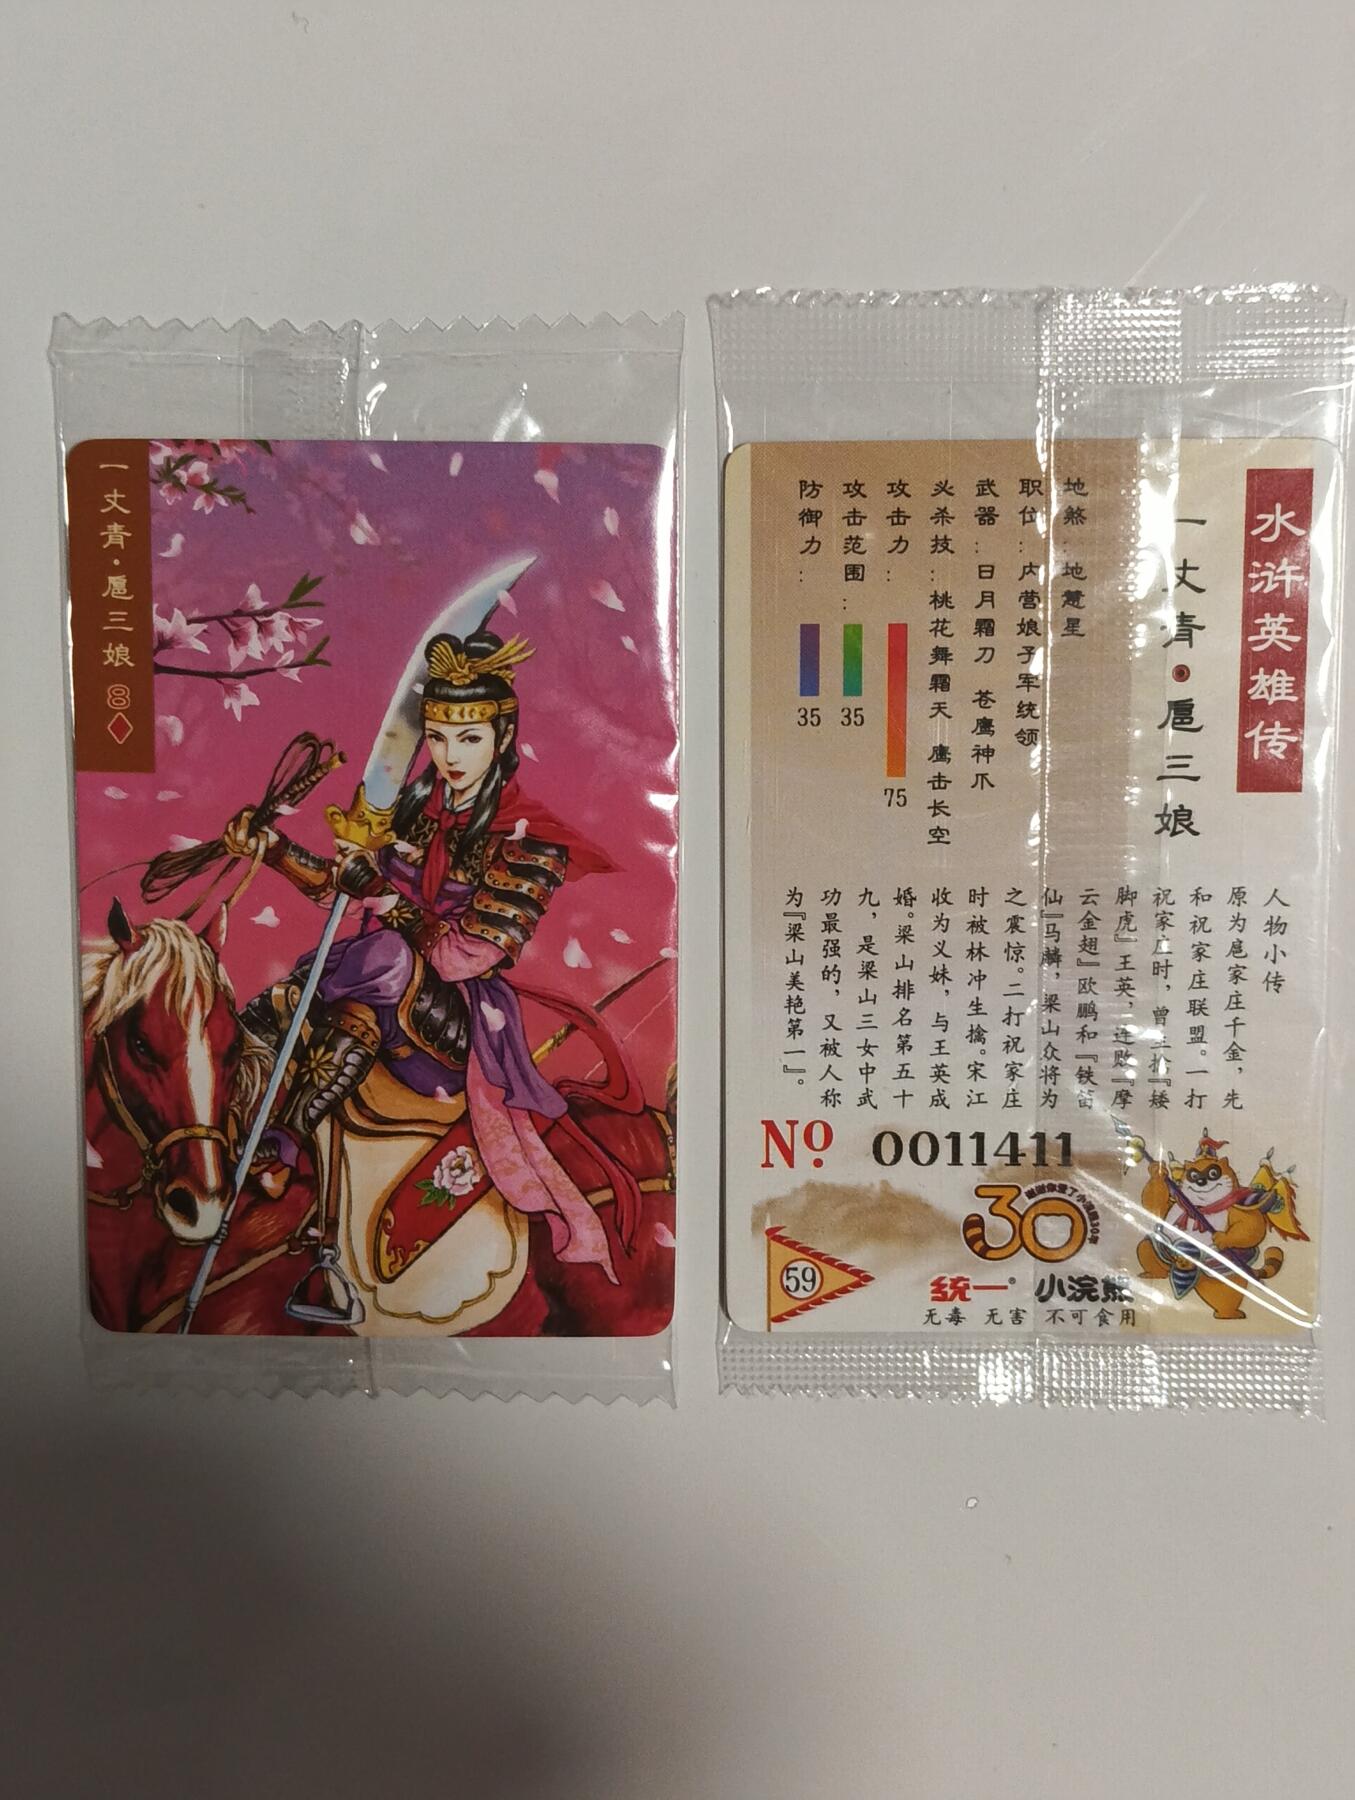 一丈青·扈三娘
8
水浒英雄传
一丈青·扈三娘
地煞:地慧星
职位:内营娘子军统领
武器:日月霜刀 苍鹰神爪
必杀技:桃花舞霜天 鹰击长空
攻击力:
75
攻击范围:
35
防御力:
35
人物小传
原为扈家庄千金,先
和祝家庄联盟。一打
祝家庄时,曾生擒『矮
脚虎』王英,连败『摩
云金翅』欧鹏和『铁笛
仙』马麟,梁山众将为
之震惊。二打祝家庄
时被林冲生擒。宋江
收为义妹,与王英成
婚。梁山排名第五十
九,是梁山三女中武
功最强的,又被人称
为『梁山美艳第一』。
No 0011411
30
59
统一® 小浣熊
无毒 无害 不可食用